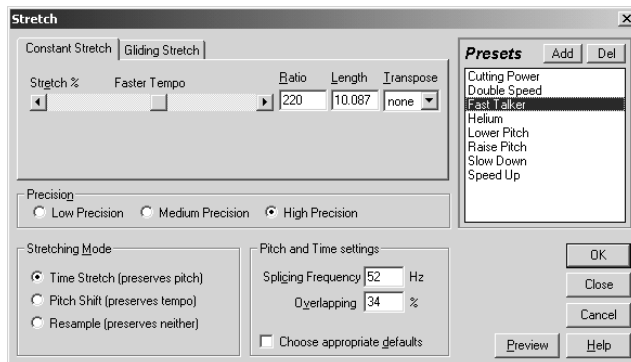 Stretch
Constant Stretch Gliding Stretch
Stretch % Faster Tempo Ratio Length Transpose
220 10.087 none
Presets Add Del
Cutting Power
Double Speed
Fast Talker
Helium
Lower Pitch
Raise Pitch
Slow Down
Speed Up
Precision
Low Precision Medium Precision High Precision
Stretching Mode
Time Stretch (preserves pitch)
Pitch Shift (preserves tempo)
Resample (preserves neither)
Pitch and Time settings
Splicing Frequency 52 Hz
Overlapping 34 %
Choose appropriate defaults
OK
Close
Cancel
Preview Help